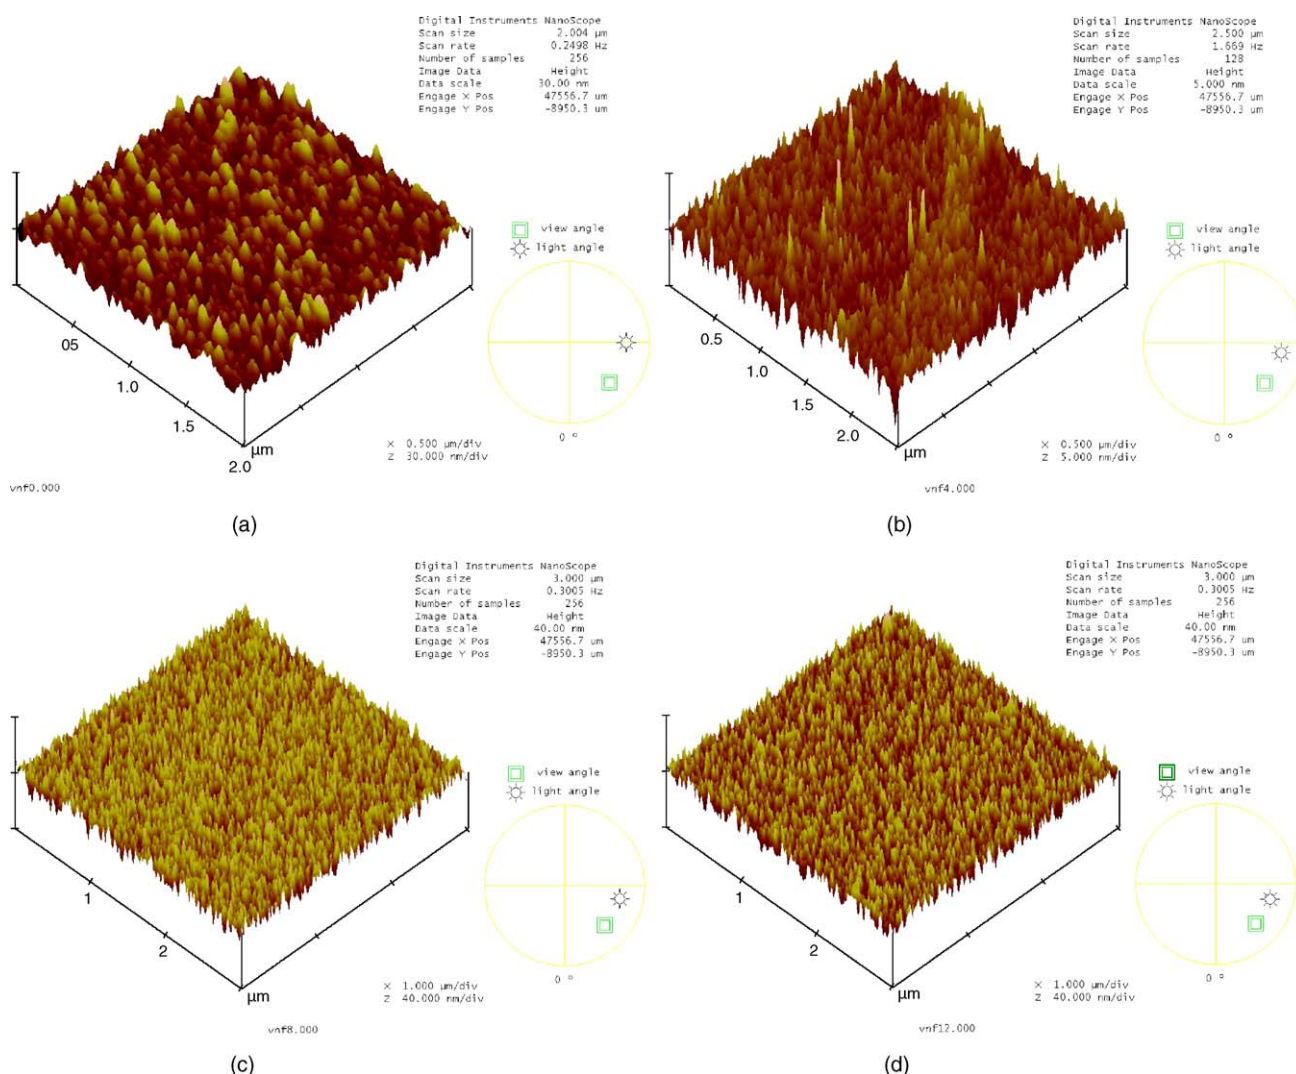 Digital Instruments NanoScope
Scan size 2.004 µm
Scan rate 0.2498 Hz
Number of samples 256
Image Data Height
Data scale 30.00 nm
Engage X Pos 47556.7 um
Engage Y Pos -8950.3 um
view angle
light angle
0 °
05
1.0
1.5
2.0
µm
X 0.500 µm/div
Z 30.000 nm/div
vnf0.000
(a)
Digital Instruments NanoScope
Scan size 2.500 µm
Scan rate 1.669 Hz
Number of samples 128
Image Data Height
Data scale 5.000 nm
Engage X Pos 47556.7 um
Engage Y Pos -8950.3 um
view angle
light angle
0 °
0.5
1.0
1.5
2.0
µm
X 0.500 µm/div
Z 5.000 nm/div
vnf4.000
(b)
Digital Instruments NanoScope
Scan size 3.000 µm
Scan rate 0.3005 Hz
Number of samples 256
Image Data Height
Data scale 40.00 nm
Engage X Pos 47556.7 um
Engage Y Pos -8950.3 um
view angle
light angle
0 °
1
2
µm
X 1.000 µm/div
Z 40.000 nm/div
vnf8.000
(c)
Digital Instruments NanoScope
Scan size 3.000 µm
Scan rate 0.3005 Hz
Number of samples 256
Image Data Height
Data scale 40.00 nm
Engage X Pos 47556.7 um
Engage Y Pos -8950.3 um
view angle
light angle
0 °
1
2
µm
X 1.000 µm/div
Z 40.000 nm/div
vnf12.000
(d)